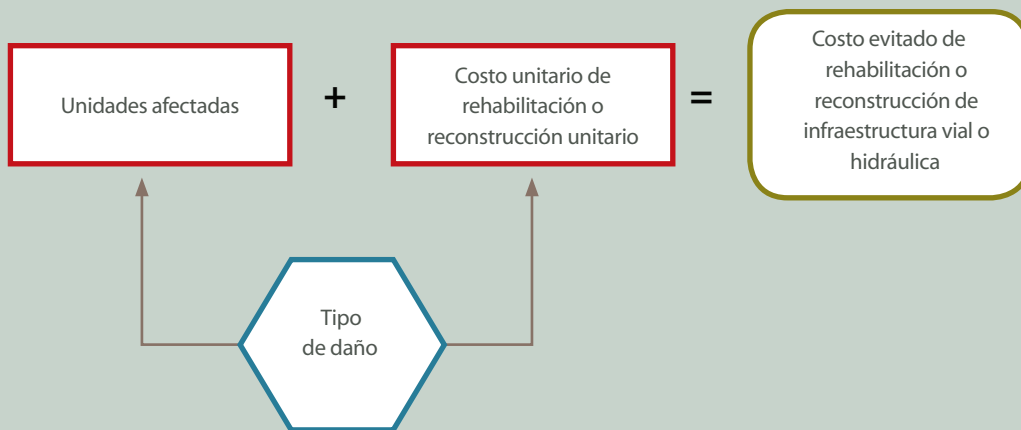 Unidades afectadas
+
Costo unitario de
rehabilitación o
reconstrucción unitario
=
Costo evitado de
rehabilitación o
reconstrucción de
infraestructura vial o
hidráulica
Tipo
de daño